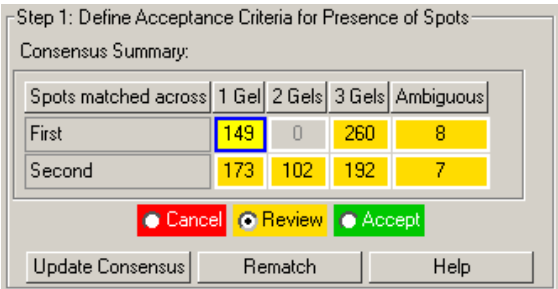 Step 1: Define Acceptance Criteria for Presence of Spots
Consensus Summary:
Spots matched across 1 Gel 2 Gels 3 Gels Ambiguous
First 149 0 260 8
Second 173 102 192 7
Cancel Review Accept
Update Consensus Rematch Help